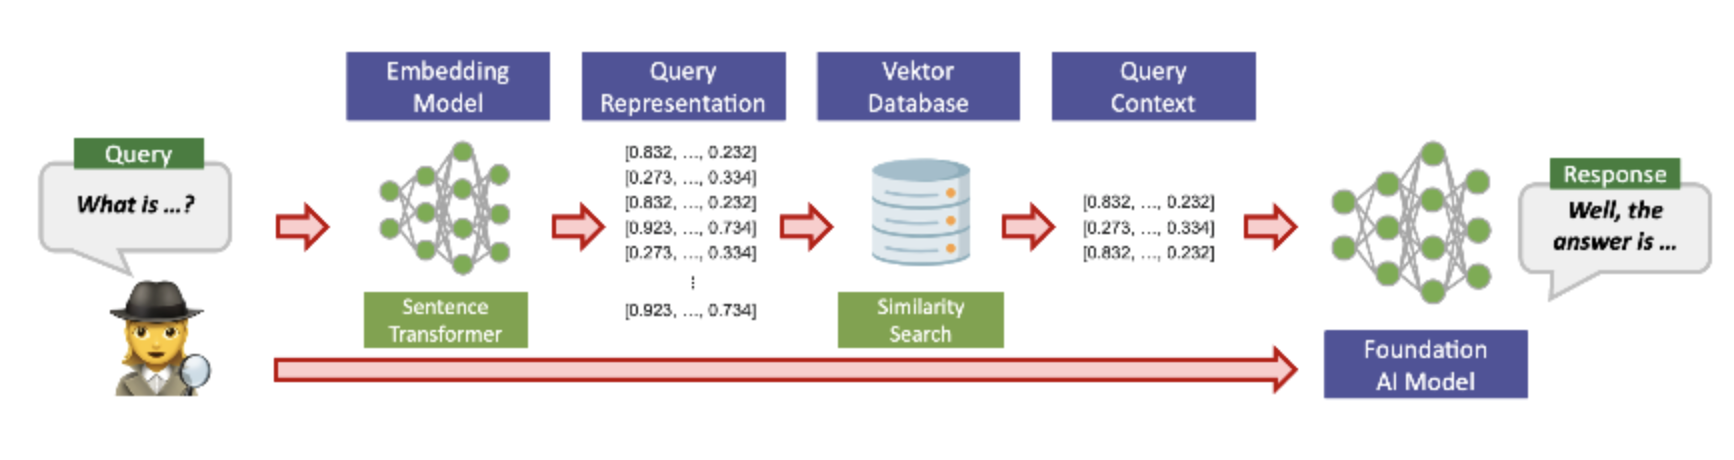 Query
What is ...?
Embedding
Model
Sentence
Transformer
Query
Representation
[0.832, ..., 0.232]
[0.273, ..., 0.334]
[0.832, ..., 0.232]
[0.923, ..., 0.734]
[0.273, ..., 0.334]
⋮
[0.923, ..., 0.734]
Vektor
Database
Similarity
Search
Query
Context
[0.832, ..., 0.232]
[0.273, ..., 0.334]
[0.832, ..., 0.232]
Foundation
AI Model
Response
Well, the
answer is ...